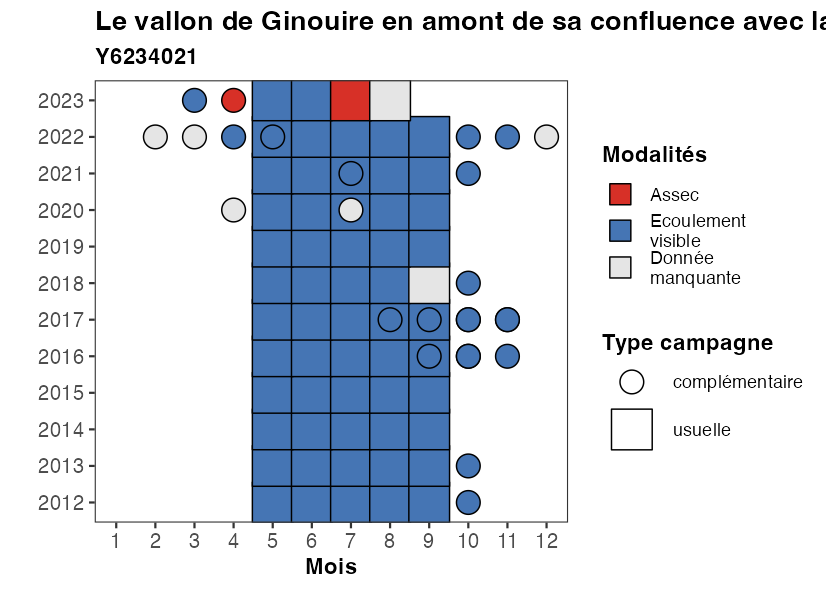 Le vallon de Ginouire en amont de sa confluence avec la
Y6234021
2023
2022
2021
2020
2019
2018
2017
2016
2015
2014
2013
2012
1 2 3 4 5 6 7 8 9 10 11 12
Mois
Modalités
Assec
Ecoulement
visible
Donnée
manquante
Type campagne
complémentaire
usuelle